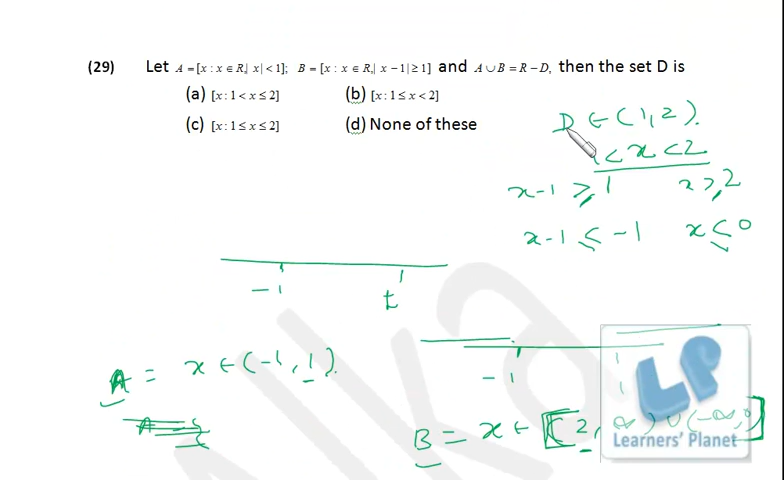 (29) Let A = [x : x ∈ R,| x| < 1]; B = [x : x ∈ R,| x − 1| ≥ 1] and A ∪ B = R − D, then the set D is
(a) [x : 1 < x ≤ 2] (b) [x : 1 ≤ x < 2]
(c) [x : 1 ≤ x ≤ 2] (d) None of these
D ∈ (1, 2).
< x < 2
x-1 ≥, 1 x ≥, 2
x-1 ≤ -1 x ≤ 0
-1
A = x ∈ (-1, 1).
-1 1
B = x ∈ [2, ∞) ∪ (-∞, 0]
LP
Learners' Planet